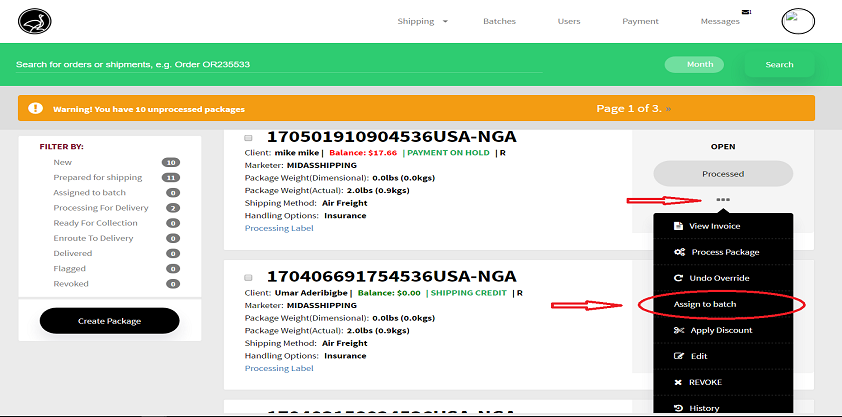 Shipping
Batches
Users
Payment
Messages
1
Search for orders or shipments, e.g. Order OR235533
Month
Search
Warning! You have 10 unprocessed packages
Page 1 of 3. »
FILTER BY:
New 10
Prepared for shipping 11
Assigned to batch 0
Processing For Delivery 2
Ready For Collection 0
Enroute To Delivery 0
Delivered 0
Flagged 0
Revoked 0
Create Package
170501910904536USA-NGA
Client: mike mike | Balance: $17.66 | PAYMENT ON HOLD | R
Marketer: MIDASSHIPPING
Package Weight(Dimensional): 0.0lbs (0.0kgs)
Package Weight(Actual): 2.0lbs (0.9kgs)
Shipping Method: Air Freight
Handling Options: Insurance
Processing Label
OPEN
Processed
170406691754536USA-NGA
Client: Umar Aderibigbe | Balance: $0.00 | SHIPPING CREDIT | R
Marketer: MIDASSHIPPING
Package Weight(Dimensional): 0.0lbs (0.0kgs)
Package Weight(Actual): 2.0lbs (0.9kgs)
Shipping Method: Air Freight
Handling Options: Insurance
Processing Label
View Invoice
Process Package
Undo Override
Assign to batch
Apply Discount
Edit
REVOKE
History